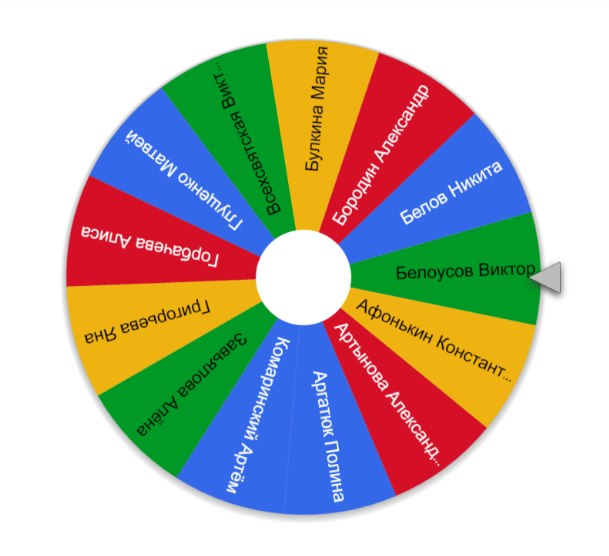 Булкина Мария
Бородин Александр
Белов Никита
Белоусов Виктор
Афонькин Констант...
Артынова Александ...
Аргатюк Полина
Комаринский Артём
Завьялова Алёна
Григорьева Яна
Горбачева Алиса
Глущенко Матвей
Всехсвятская Викт...